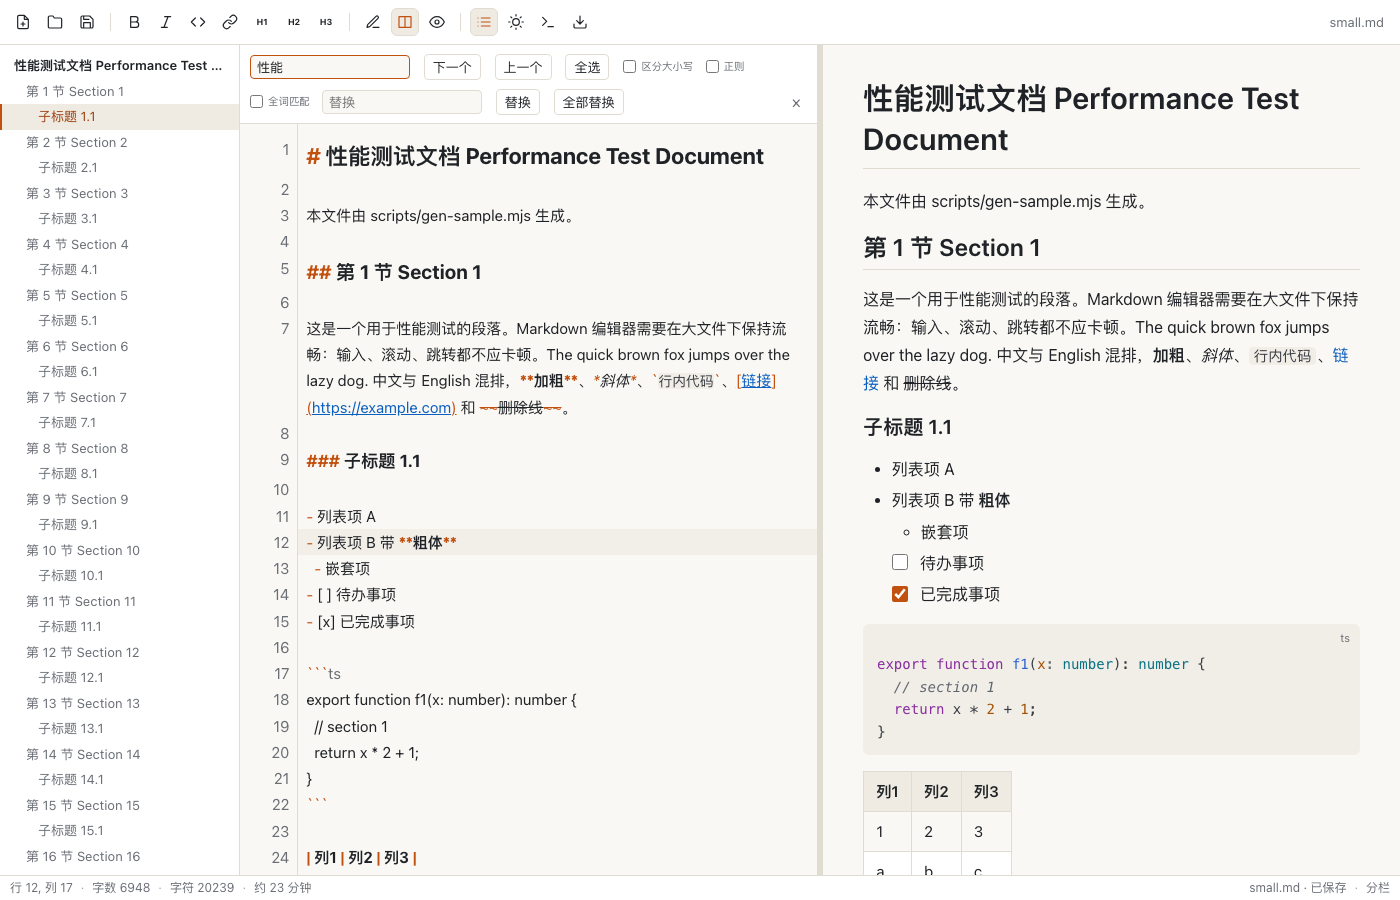 B I H1 H2 H3 small.md
性能测试文档 Performance Test ...
第 1 节 Section 1
子标题 1.1
第 2 节 Section 2
子标题 2.1
第 3 节 Section 3
子标题 3.1
第 4 节 Section 4
子标题 4.1
第 5 节 Section 5
子标题 5.1
第 6 节 Section 6
子标题 6.1
第 7 节 Section 7
子标题 7.1
第 8 节 Section 8
子标题 8.1
第 9 节 Section 9
子标题 9.1
第 10 节 Section 10
子标题 10.1
第 11 节 Section 11
子标题 11.1
第 12 节 Section 12
子标题 12.1
第 13 节 Section 13
子标题 13.1
第 14 节 Section 14
子标题 14.1
第 15 节 Section 15
子标题 15.1
第 16 节 Section 16
性能 下一个 上一个 全选 区分大小写 正则
全词匹配 替换 替换 全部替换 ×
1 # 性能测试文档 Performance Test Document
2
3 本文件由 scripts/gen-sample.mjs 生成。
4
5 ## 第 1 节 Section 1
6
7 这是一个用于性能测试的段落。Markdown 编辑器需要在大文件下保持流
畅：输入、滚动、跳转都不应卡顿。The quick brown fox jumps over the
lazy dog. 中文与 English 混排，**加粗**、*斜体*、`行内代码`、[链接]
(https://example.com) 和 ~~删除线~~。
8
9 ### 子标题 1.1
10
11 - 列表项 A
12 - 列表项 B 带 **粗体**
13 - 嵌套项
14 - [ ] 待办事项
15 - [x] 已完成事项
16
17 ```ts
18 export function f1(x: number): number {
19 // section 1
20 return x * 2 + 1;
21 }
22 ```
23
24 | 列1 | 列2 | 列3 |
性能测试文档 Performance Test
Document
本文件由 scripts/gen-sample.mjs 生成。
第 1 节 Section 1
这是一个用于性能测试的段落。Markdown 编辑器需要在大文件下保持
流畅：输入、滚动、跳转都不应卡顿。The quick brown fox jumps
over the lazy dog. 中文与 English 混排，加粗、斜体、行内代码、链
接 和 删除线。
子标题 1.1
• 列表项 A
• 列表项 B 带 粗体
◦ 嵌套项
待办事项
已完成事项
ts
export function f1(x: number): number {
// section 1
return x * 2 + 1;
}
列1 列2 列3
1 2 3
a b c
行 12, 列 17 · 字数 6948 · 字符 20239 · 约 23 分钟 small.md · 已保存 · 分栏